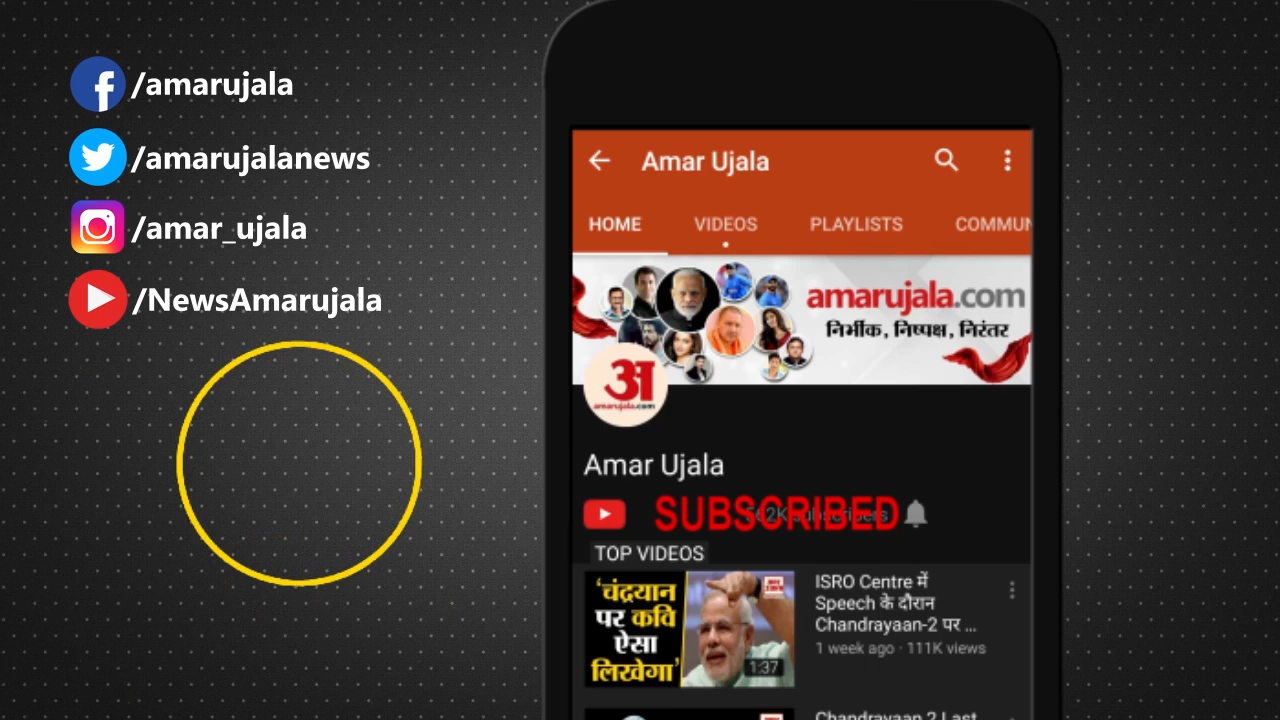 /amarujala
/amarujalanews
/amar_ujala
/NewsAmarujala
Amar Ujala
HOME VIDEOS PLAYLISTS COMMUN
amarujala.com
निर्भीक, निष्पक्ष, निरंतर
अ
amarujala.com
Amar Ujala
SUBSCRIBED
TOP VIDEOS
'चंद्रयान
पर कवि
ऐसा
लिखेगा'
1:37
ISRO Centre में
Speech के दौरान
Chandrayaan-2 पर ...
1 week ago · 111K views
Chandrayaan 2 Last